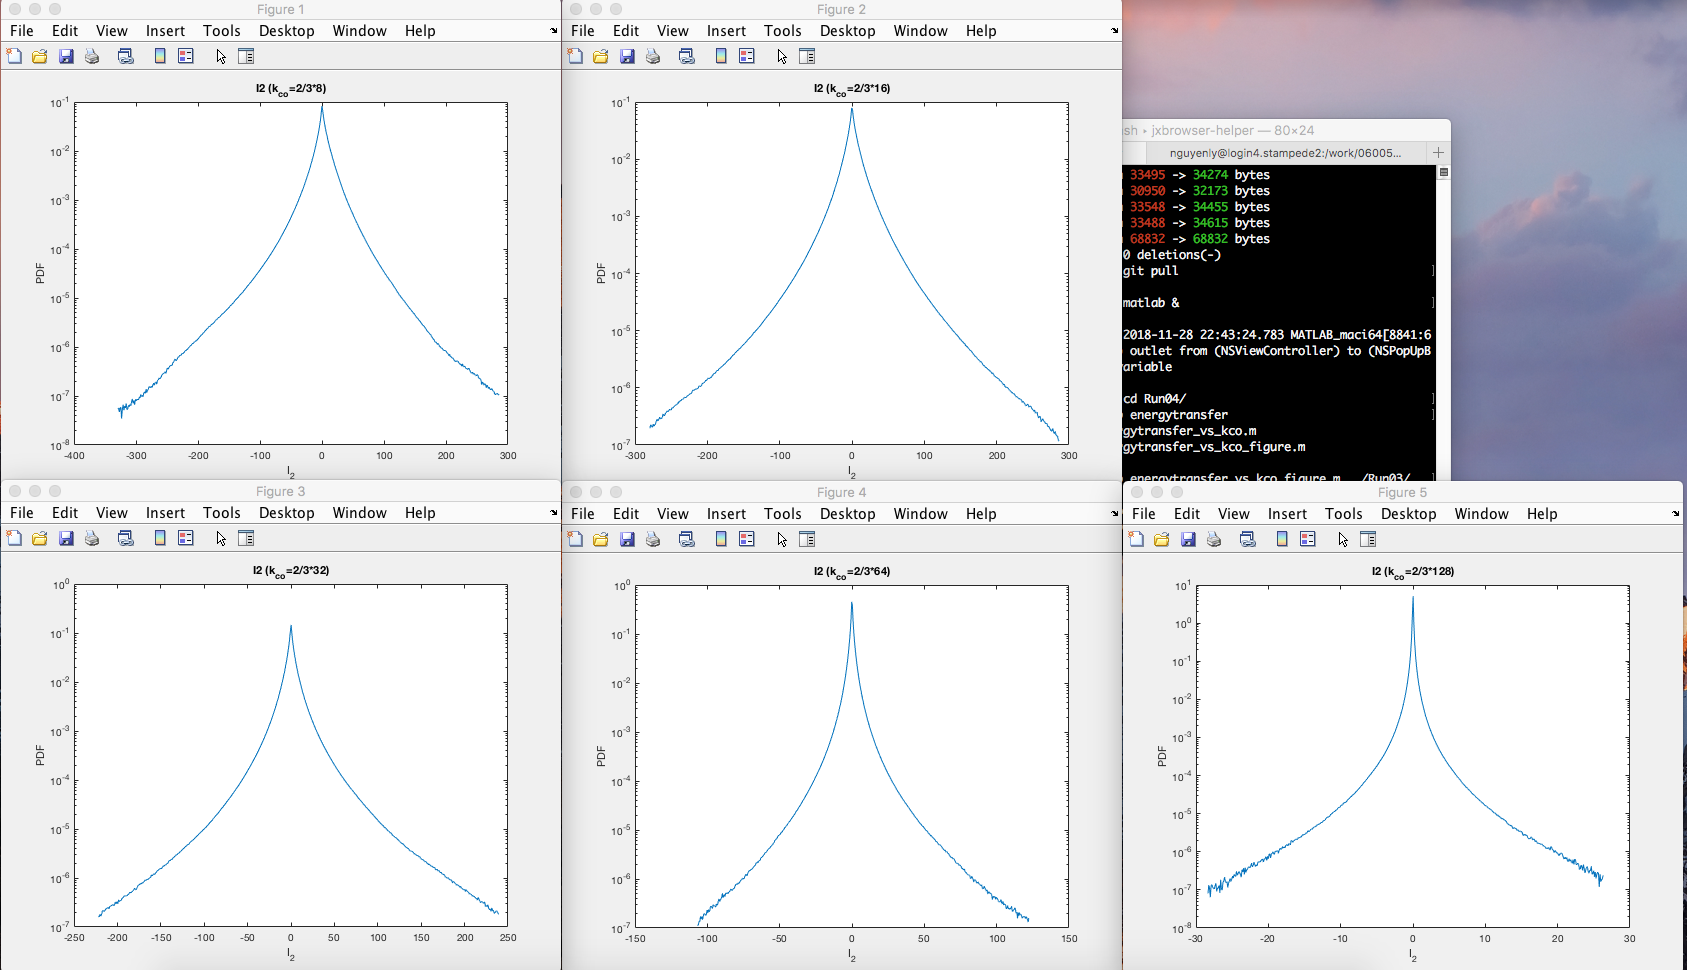 Figure 1
File Edit View Insert Tools Desktop Window Help
I2 (k_co=2/3*8)
10^-1
10^-2
10^-3
10^-4
10^-5
10^-6
10^-7
10^-8
PDF
-400 -300 -200 -100 0 100 200 300
I_2
Figure 2
File Edit View Insert Tools Desktop Window Help
I2 (k_co=2/3*16)
10^-1
10^-2
10^-3
10^-4
10^-5
10^-6
10^-7
PDF
-300 -200 -100 0 100 200 300
I_2
sh ▸ jxbrowser-helper — 80×24
nguyenly@login4.stampede2:/work/06005...
33495 -> 34274 bytes
30950 -> 32173 bytes
33548 -> 34455 bytes
33488 -> 34615 bytes
68832 -> 68832 bytes
0 deletions(-)
git pull ]
matlab & ]
2018-11-28 22:43:24.783 MATLAB_maci64[8841:6
outlet from (NSViewController) to (NSPopUpB
ariable
cd Run04/ ]
energytransfer ]
gytransfer_vs_kco.m
gytransfer_vs_kco_figure.m
energytransfer_vs_kco_figure.m ../Run03/ ]
Figure 3
File Edit View Insert Tools Desktop Window Help
I2 (k_co=2/3*32)
10^0
10^-1
10^-2
10^-3
10^-4
10^-5
10^-6
10^-7
PDF
-250 -200 -150 -100 -50 0 50 100 150 200 250
I_2
Figure 4
File Edit View Insert Tools Desktop Window Help
I2 (k_co=2/3*64)
10^0
10^-1
10^-2
10^-3
10^-4
10^-5
10^-6
10^-7
PDF
-150 -100 -50 0 50 100 150
I_2
Figure 5
File Edit View Insert Tools Desktop Window Help
I2 (k_co=2/3*128)
10^1
10^0
10^-1
10^-2
10^-3
10^-4
10^-5
10^-6
10^-7
10^-8
PDF
-30 -20 -10 0 10 20 30
I_2